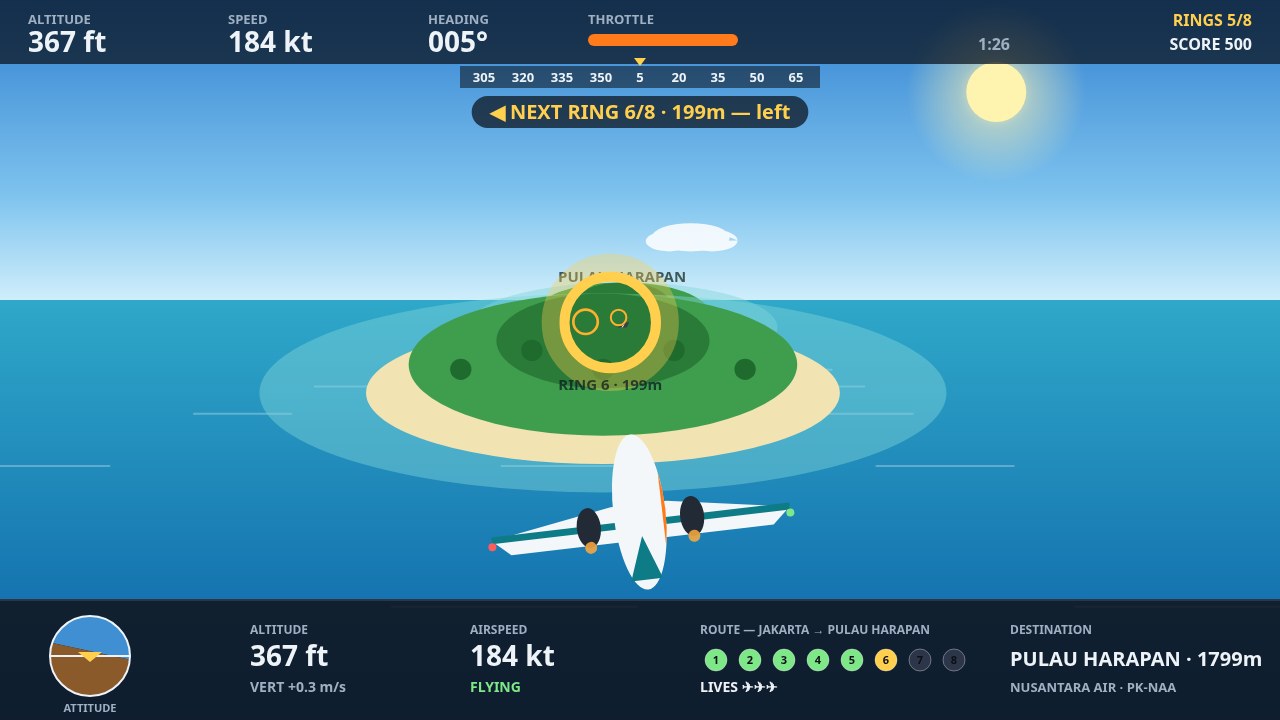 ALTITUDE
367 ft
SPEED
184 kt
HEADING
005°
THROTTLE
1:26
RINGS 5/8
SCORE 500
305 320 335 350 5 20 35 50 65
◀ NEXT RING 6/8 · 199m — left
PULAU HARAPAN
RING 6 · 199m
ATTITUDE
ALTITUDE
367 ft
VERT +0.3 m/s
AIRSPEED
184 kt
FLYING
ROUTE — JAKARTA → PULAU HARAPAN
1 2 3 4 5 6 7 8
LIVES ✈✈✈
DESTINATION
PULAU HARAPAN · 1799m
NUSANTARA AIR · PK-NAA